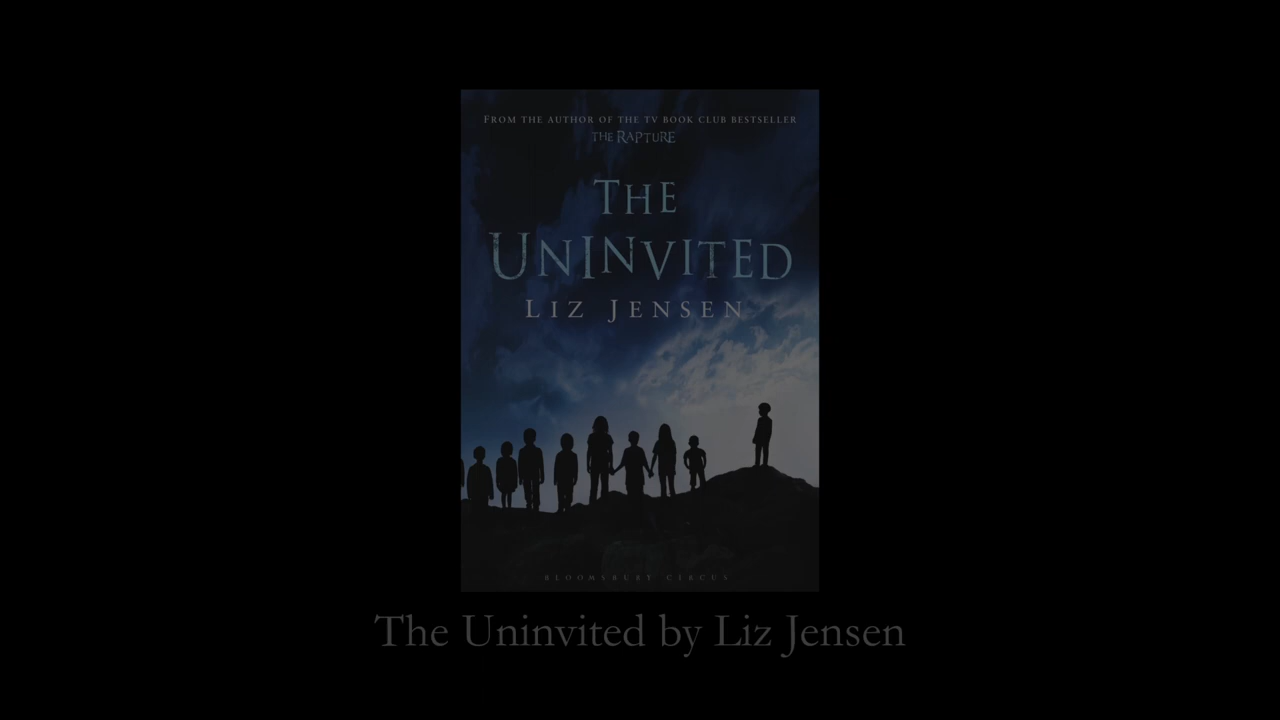 FROM THE AUTHOR OF THE TV BOOK CLUB BESTSELLER
THE RAPTURE
THE
UNINVITED
LIZ JENSEN
BLOOMSBURY CIRCUS
The Uninvited by Liz Jensen